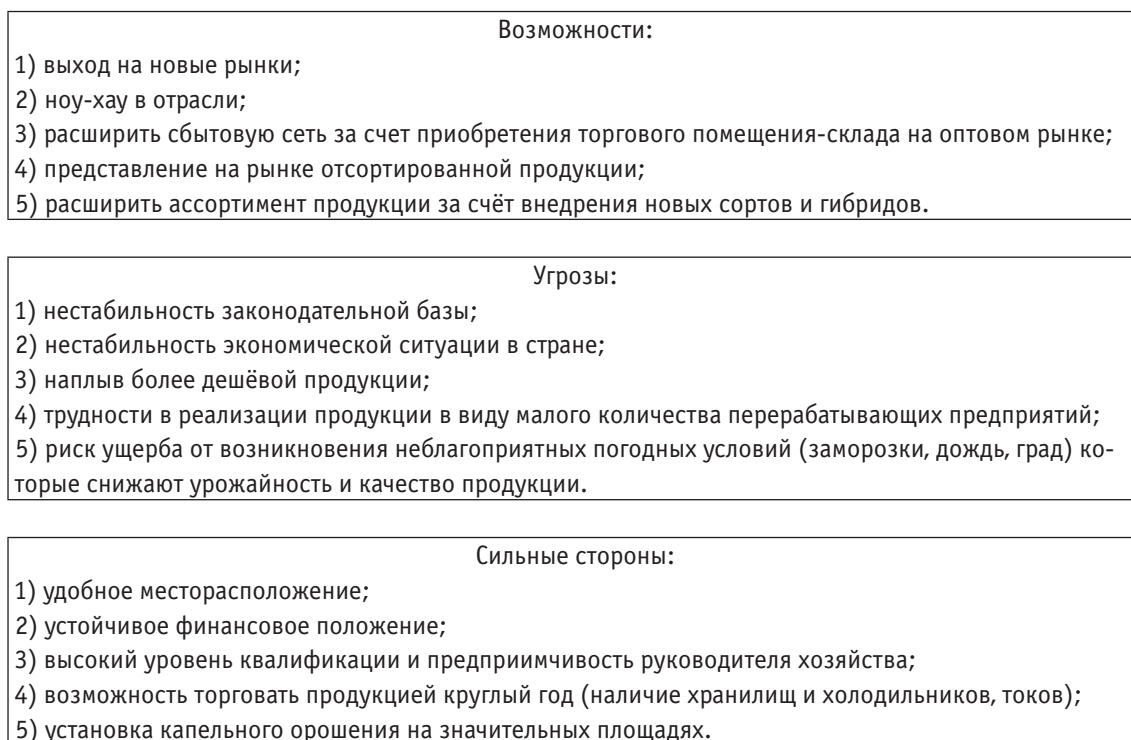 Возможности:
1) выход на новые рынки;
2) ноу-хау в отрасли;
3) расширить сбытовую сеть за счет приобретения торгового помещения-склада на оптовом рынке;
4) представление на рынке отсортированной продукции;
5) расширить ассортимент продукции за счёт внедрения новых сортов и гибридов.
Угрозы:
1) нестабильность законодательной базы;
2) нестабильность экономической ситуации в стране;
3) наплыв более дешёвой продукции;
4) трудности в реализации продукции в виду малого количества перерабатывающих предприятий;
5) риск ущерба от возникновения неблагоприятных погодных условий (заморозки, дождь, град) ко-
торые снижают урожайность и качество продукции.
Сильные стороны:
1) удобное месторасположение;
2) устойчивое финансовое положение;
3) высокий уровень квалификации и предприимчивость руководителя хозяйства;
4) возможность торговать продукцией круглый год (наличие хранилищ и холодильников, токов);
5) установка капельного орошения на значительных площадях.